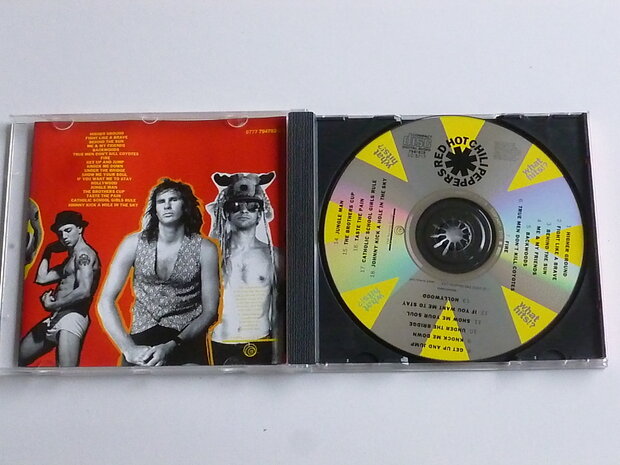 HIGHER GROUND
FIGHT LIKE A BRAVE
BEHIND THE SUN
ME & MY FRIENDS
BACKWOODS
TRUE MEN DON'T KILL COYOTES
FIRE
GET UP AND JUMP
KNOCK ME DOWN
UNDER THE BRIDGE
SHOW ME YOUR SOUL
IF YOU WANT ME TO STAY
HOLLYWOOD
JUNGLE MAN
THE BROTHERS CUP
TASTE THE PAIN
CATHOLIC SCHOOL GIRLS RULE
JOHNNY KICK A HOLE IN THE SKY
0777 794762
RED HOT CHILI PEPPERS
what hits!?
what hits!?
what hits!?
what hits!?
1 HIGHER GROUND
2 FIGHT LIKE A BRAVE
3 BEHIND THE SUN
4 ME & MY FRIENDS
5 BACKWOODS
6 TRUE MEN DON'T KILL COYOTES
7 FIRE
8 GET UP AND JUMP
9 KNOCK ME DOWN
10 UNDER THE BRIDGE
11 SHOW ME YOUR SOUL
12 IF YOU WANT ME TO STAY
13 HOLLYWOOD
14 JUNGLE MAN
15 THE BROTHERS CUP
16 TASTE THE PAIN
17 CATHOLIC SCHOOL GIRLS RULE
18 JOHNNY KICK A HOLE IN THE SKY